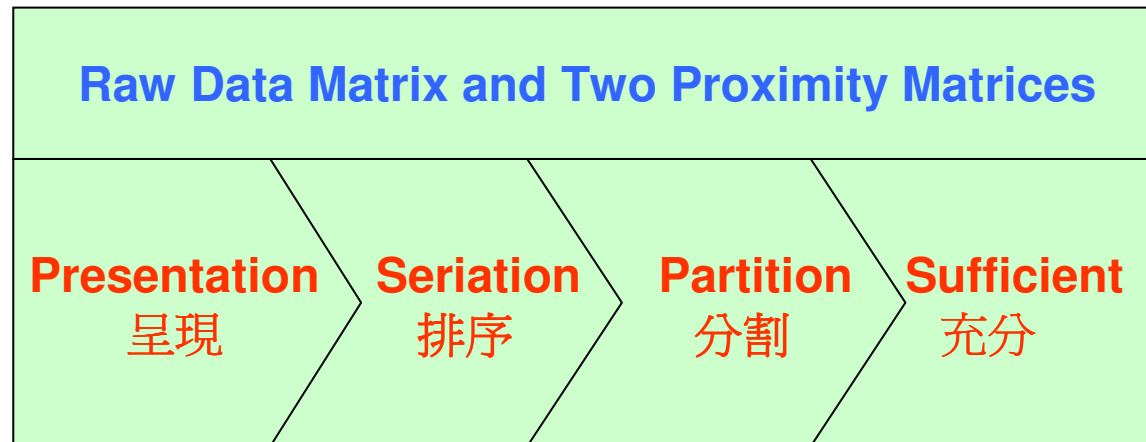 Raw Data Matrix and Two Proximity Matrices
Presentation
呈現
Seriation
排序
Partition
分割
Sufficient
充分